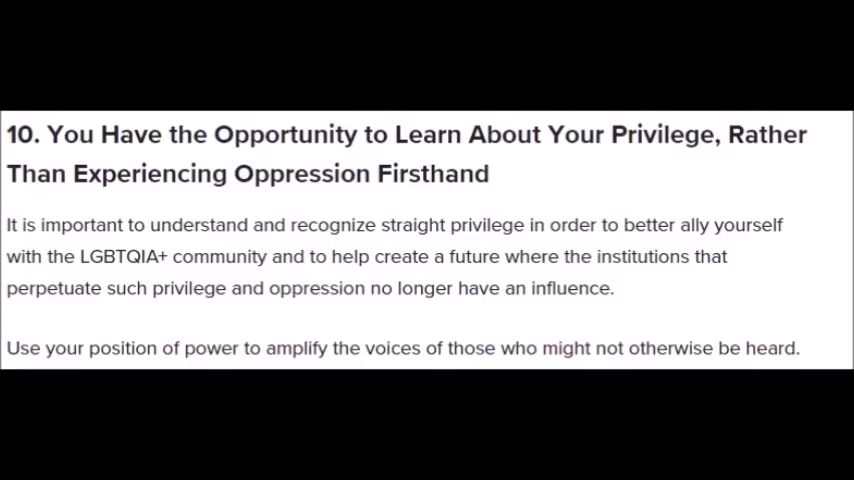 10. You Have the Opportunity to Learn About Your Privilege, Rather
Than Experiencing Oppression Firsthand
It is important to understand and recognize straight privilege in order to better ally yourself
with the LGBTQIA+ community and to help create a future where the institutions that
perpetuate such privilege and oppression no longer have an influence.
Use your position of power to amplify the voices of those who might not otherwise be heard.